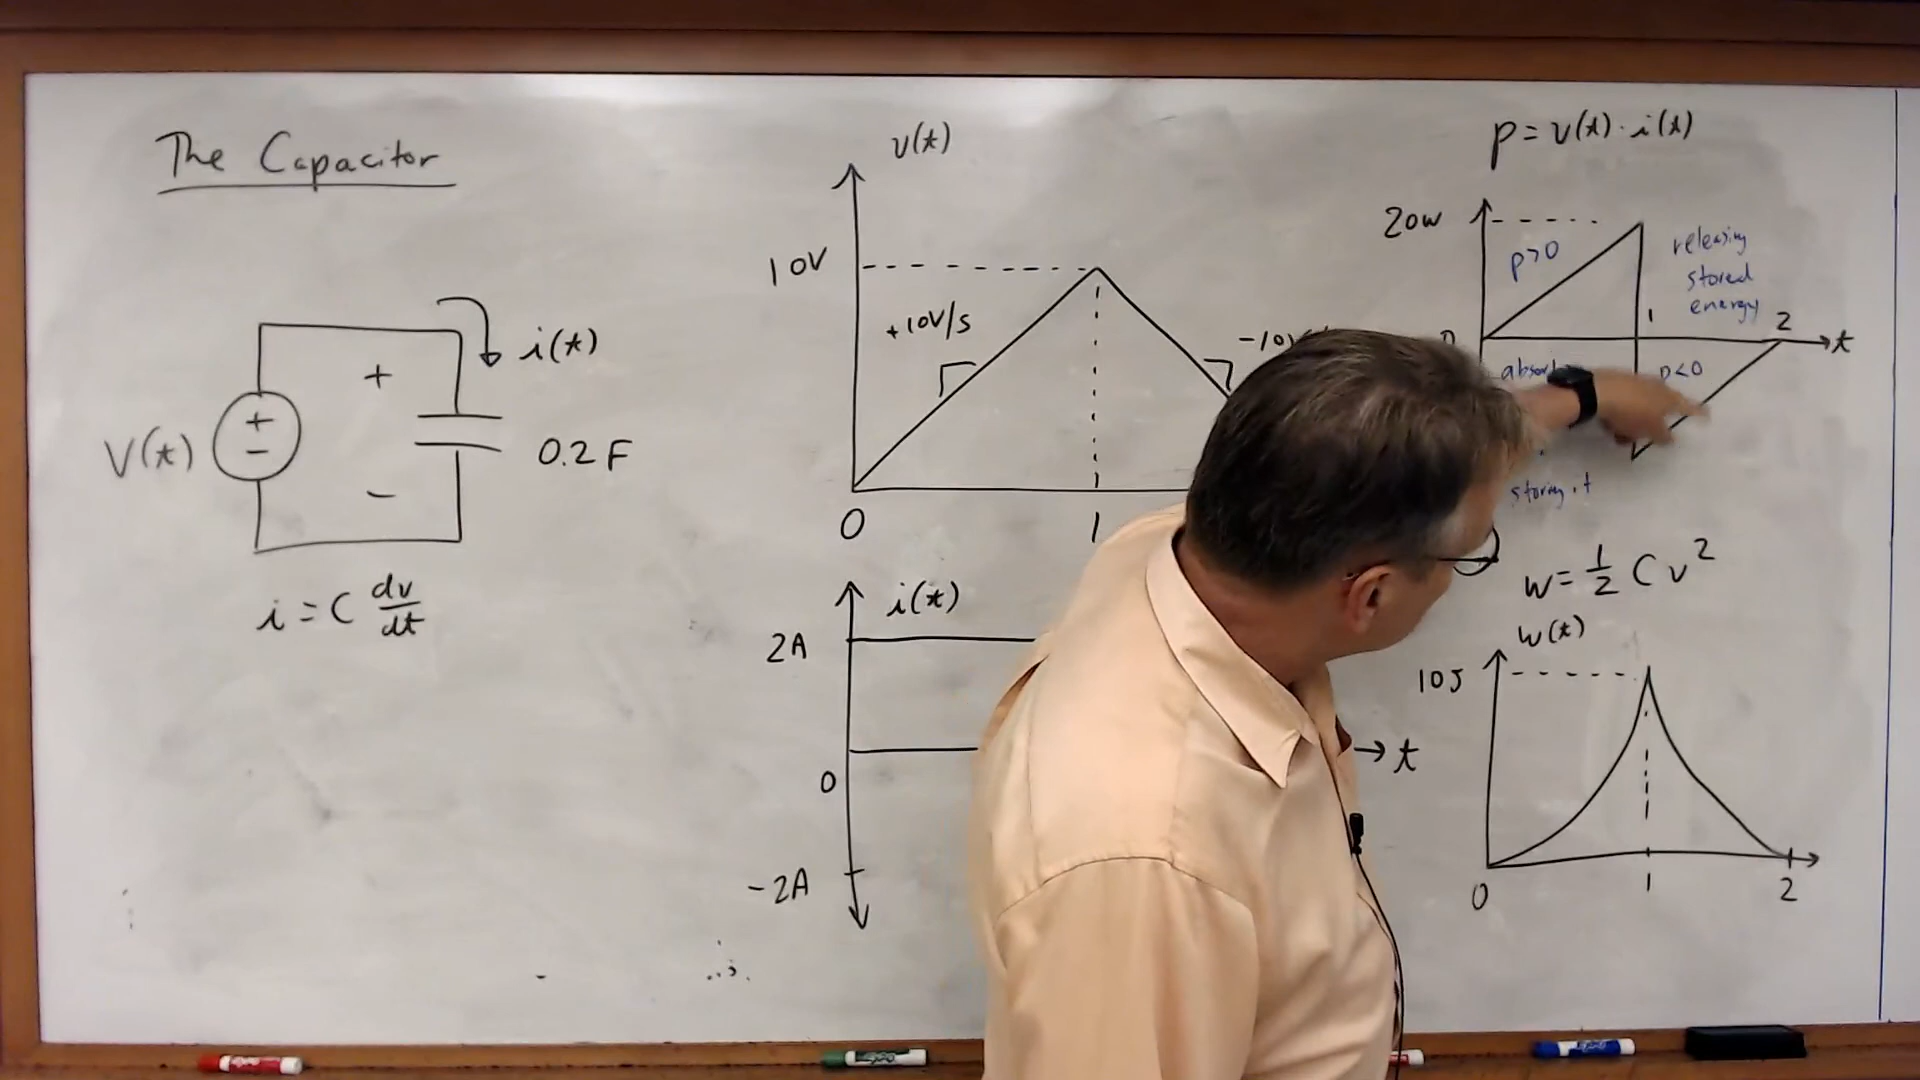 The Capacitor
V(t)
+
-
+
-
i(t)
0.2 F
i = C dv/dt
v(t)
10V
+10V/s
0
1
i(t)
2A
0
-2A
t
p = v(t) · i(t)
20W
p>0
releasing
stored
energy
1
2
t
p<0
storing it
w = 1/2 C v²
w(t)
10J
0
1
2